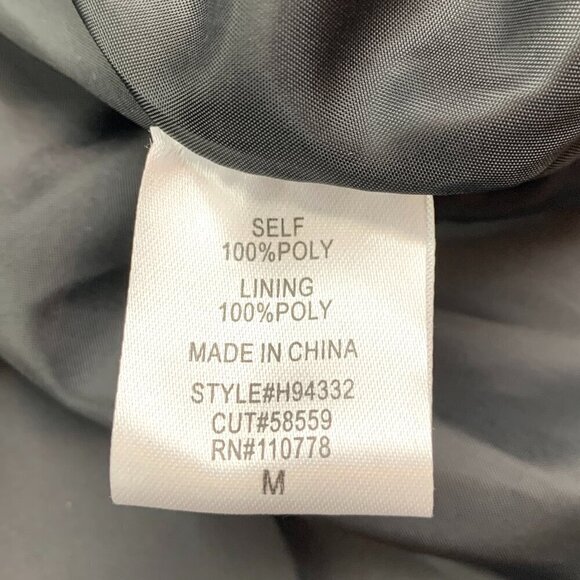 SELF
100%POLY
LINING
100%POLY
MADE IN CHINA
STYLE#H94332
CUT#58559
RN#110778
M